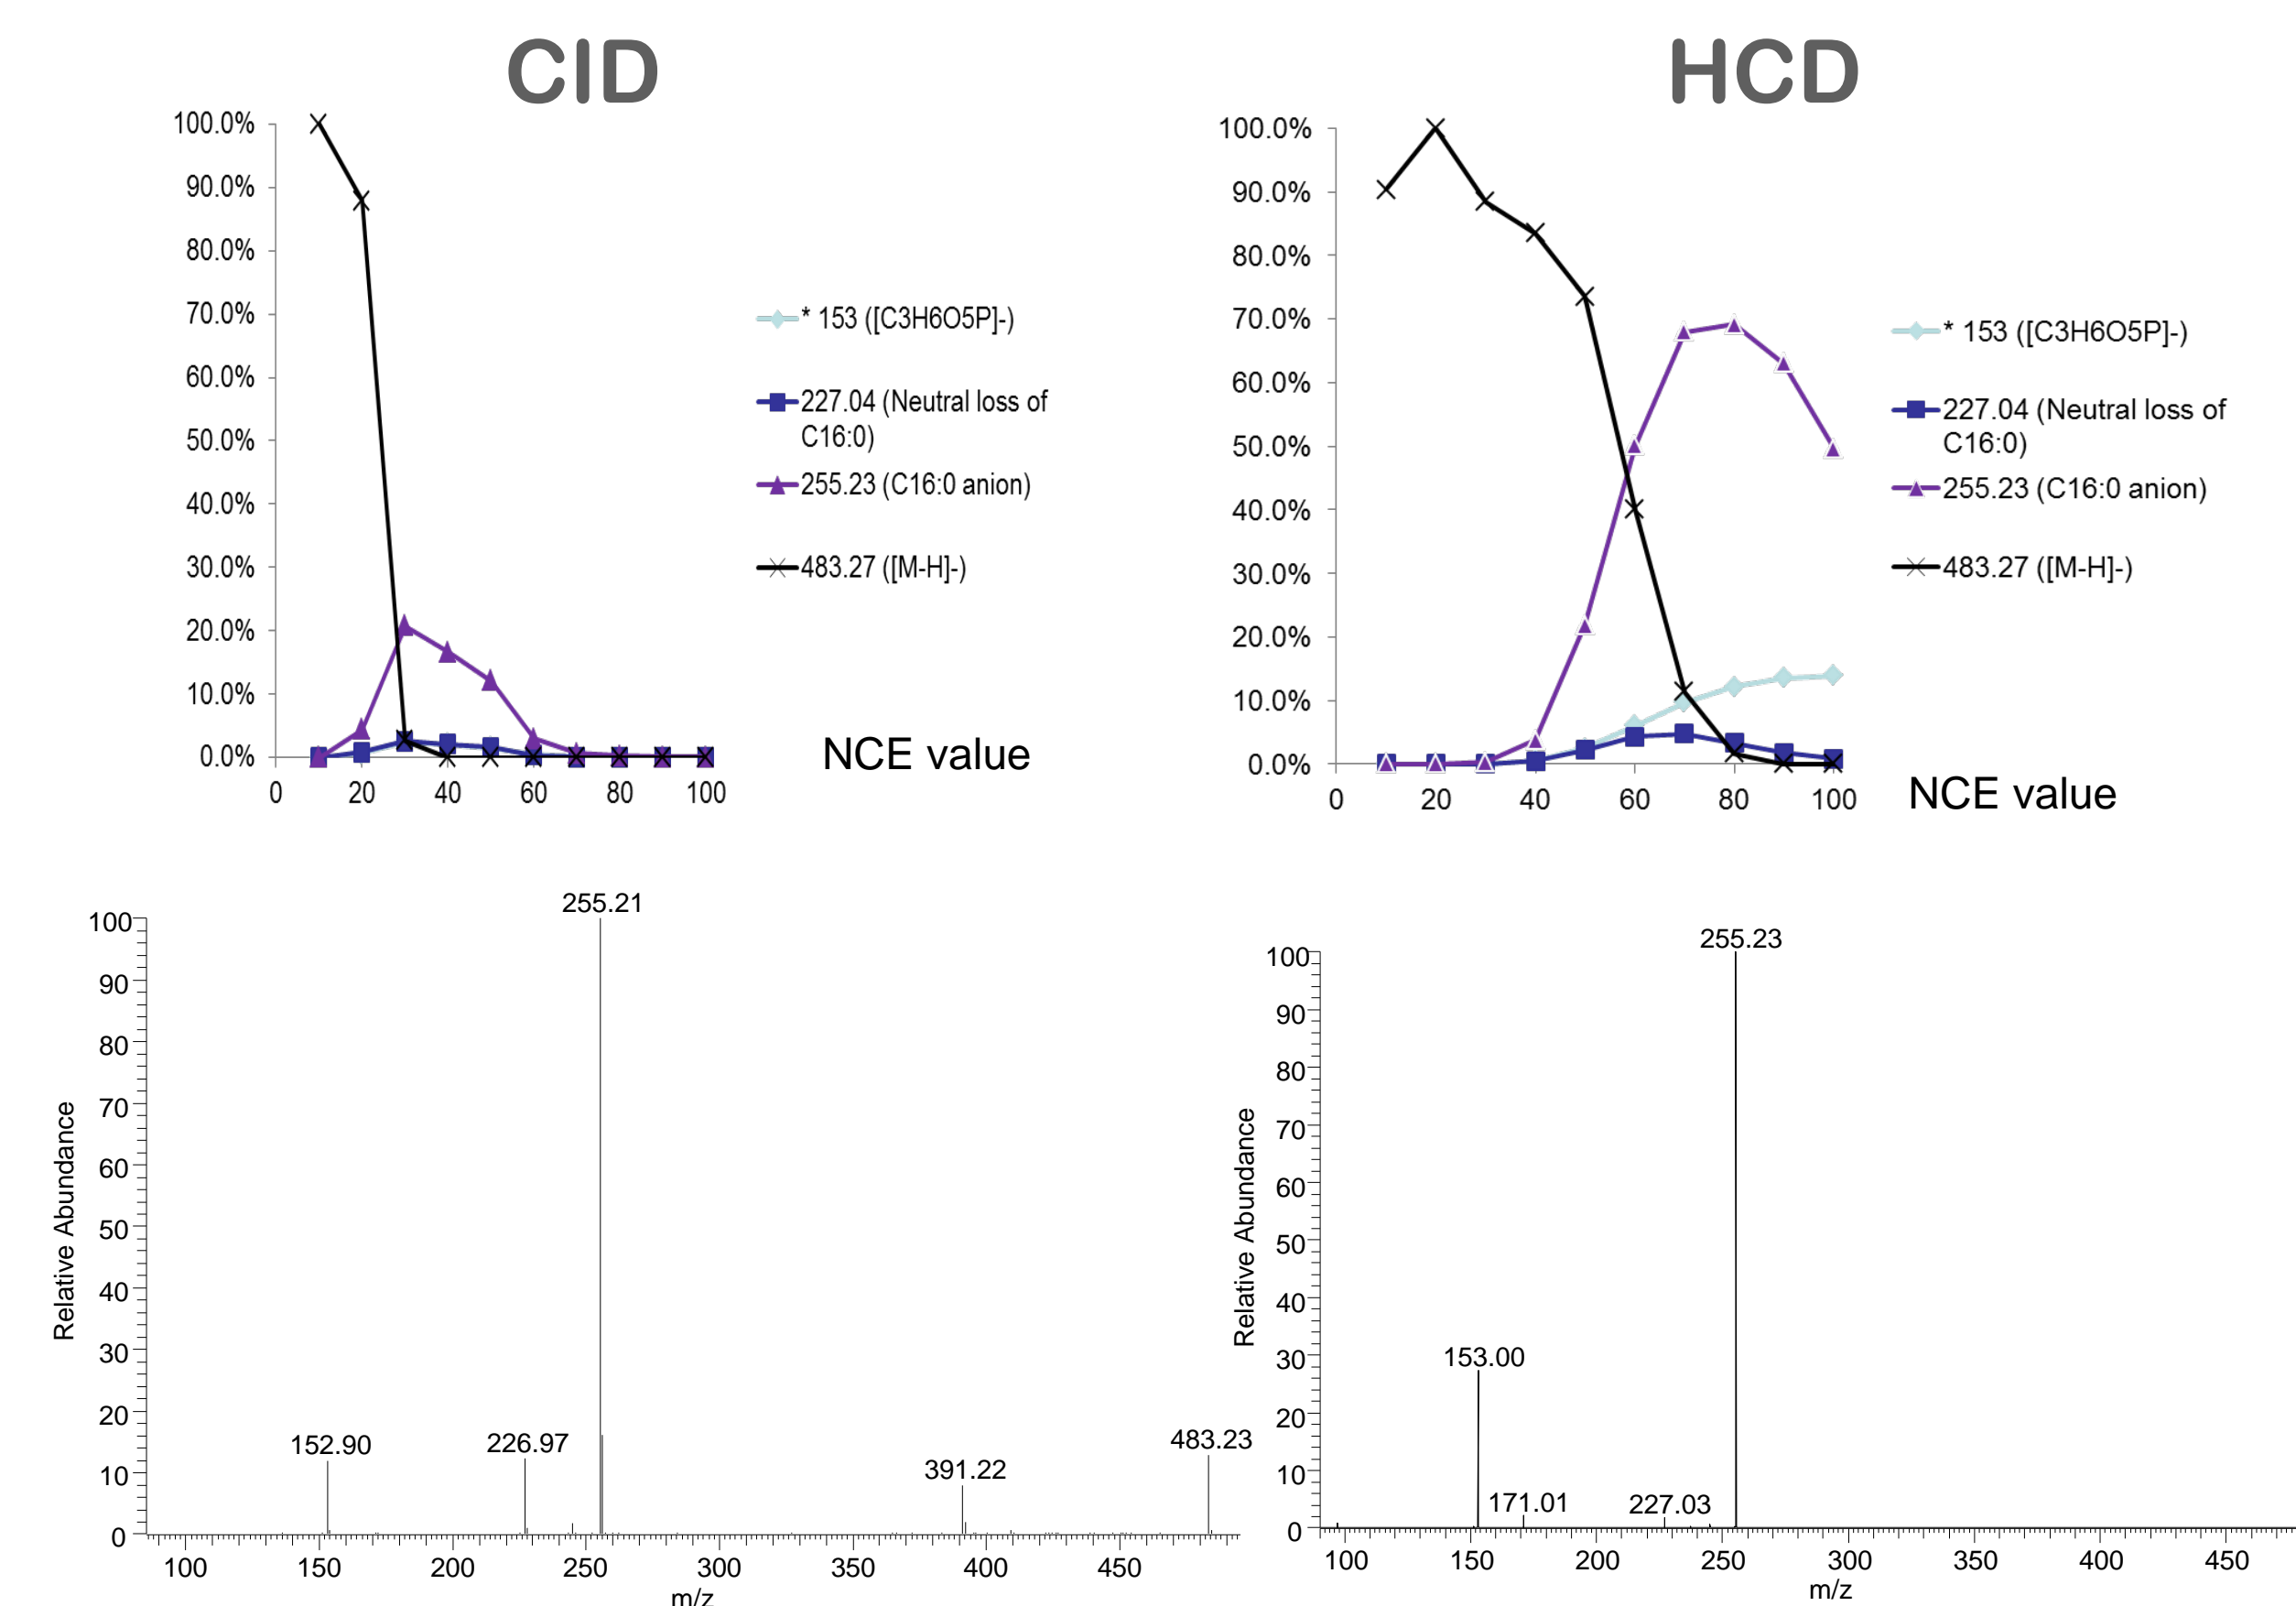 CID
100.0%
90.0%
80.0%
70.0%
60.0%
50.0%
40.0%
30.0%
20.0%
10.0%
0.0%
0 20 40 60 80 100
NCE value
* 153 ([C3H6O5P]-)
227.04 (Neutral loss of
C16:0)
255.23 (C16:0 anion)
483.27 ([M-H]-)
HCD
100.0%
90.0%
80.0%
70.0%
60.0%
50.0%
40.0%
30.0%
20.0%
10.0%
0.0%
0 20 40 60 80 100
NCE value
* 153 ([C3H6O5P]-)
227.04 (Neutral loss of
C16:0)
255.23 (C16:0 anion)
483.27 ([M-H]-)
Relative Abundance
100
90
80
70
60
50
40
30
20
10
0
255.21
152.90
226.97
391.22
483.23
100 150 200 250 300 350 400 450
m/z
Relative Abundance
100
90
80
70
60
50
40
30
20
10
0
255.23
153.00
171.01
227.03
100 150 200 250 300 350 400 450
m/z